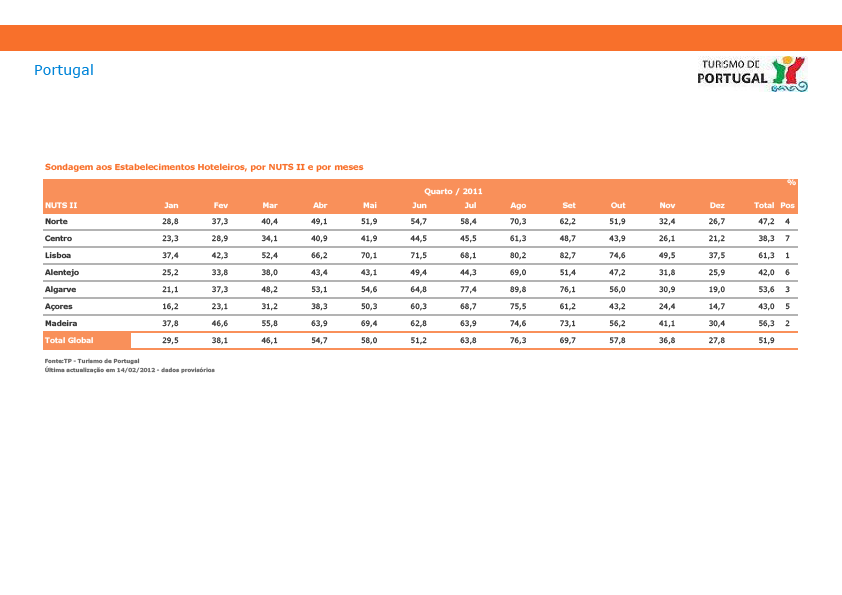 Portugal
TURISMO DE
PORTUGAL
Sondagem aos Estabelecimentos Hoteleiros, por NUTS II e por meses
%
Quarto / 2011
NUTS II Jan Fev Mar Abr Mai Jun Jul Ago Set Out Nov Dez Total Pos
Norte 28,8 37,3 40,4 49,1 51,9 54,7 58,4 70,3 62,2 51,9 32,4 26,7 47,2 4
Centro 23,3 28,9 34,1 40,9 41,9 44,5 45,5 61,3 48,7 43,9 26,1 21,2 38,3 7
Lisboa 37,4 42,3 52,4 66,2 70,1 71,5 68,1 80,2 82,7 74,6 49,5 37,5 61,3 1
Alentejo 25,2 33,8 38,0 43,4 43,1 49,4 44,3 69,0 51,4 47,2 31,8 25,9 42,0 6
Algarve 21,1 37,3 48,2 53,1 54,6 64,8 77,4 89,8 76,1 56,0 30,9 19,0 53,6 3
Açores 16,2 23,1 31,2 38,3 50,3 60,3 68,7 75,5 61,2 43,2 24,4 14,7 43,0 5
Madeira 37,8 46,6 55,8 63,9 69,4 62,8 63,9 74,6 73,1 56,2 41,1 30,4 56,3 2
Total Global 29,5 38,1 46,1 54,7 58,0 51,2 63,8 76,3 69,7 57,8 36,8 27,8 51,9
Fonte:TP - Turismo de Portugal
Última actualização em 14/02/2012 - dados provisórios